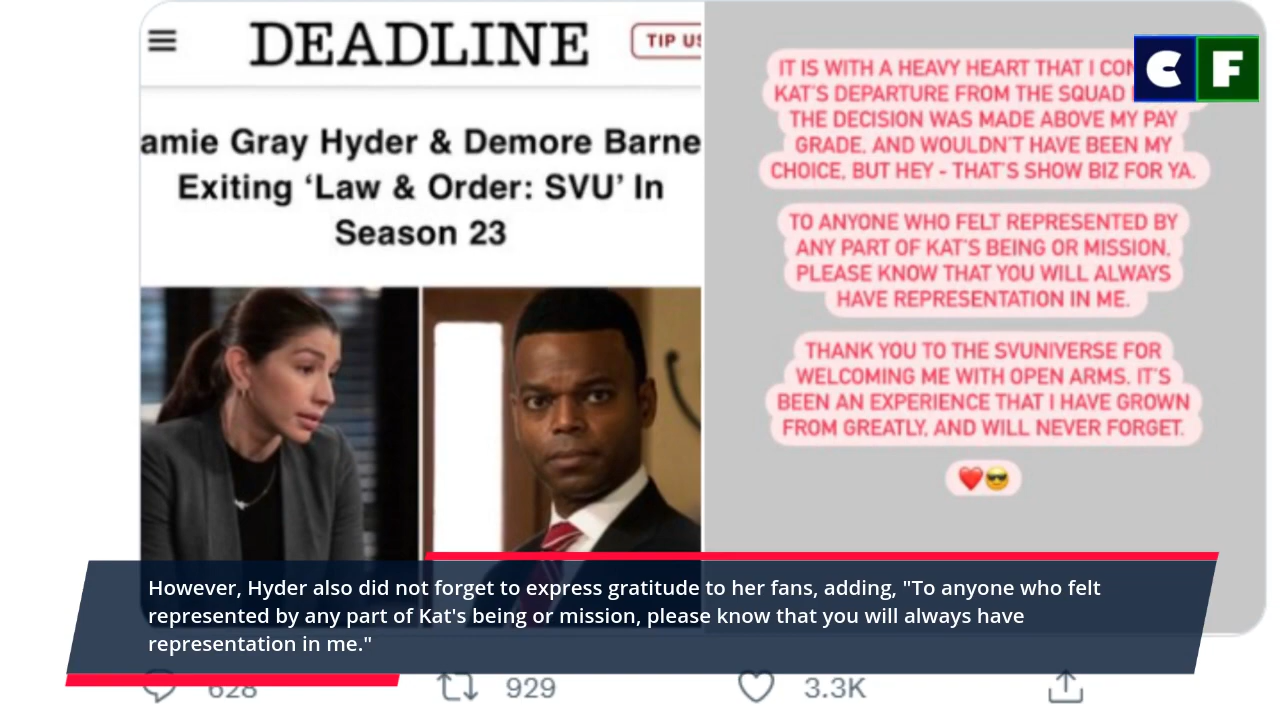 DEADLINE
TIP
amie Gray Hyder & Demore Barne
Exiting ‘Law & Order: SVU’ In
Season 23
C F
IT IS WITH A HEAVY HEART THAT I
KAT'S DEPARTURE FROM THE SQUAD
THE DECISION WAS MADE ABOVE MY PAY
GRADE, AND WOULDN'T HAVE BEEN MY
CHOICE, BUT HEY - THAT'S SHOW BIZ FOR YA.
TO ANYONE WHO FELT REPRESENTED BY
ANY PART OF KAT'S BEING OR MISSION,
PLEASE KNOW THAT YOU WILL ALWAYS
HAVE REPRESENTATION IN ME.
THANK YOU TO THE SVUNIVERSE FOR
WELCOMING ME WITH OPEN ARMS. IT'S
BEEN AN EXPERIENCE THAT I HAVE GROWN
FROM GREATLY, AND WILL NEVER FORGET.
However, Hyder also did not forget to express gratitude to her fans, adding, "To anyone who felt
represented by any part of Kat's being or mission, please know that you will always have
representation in me."
628 929 3.3K